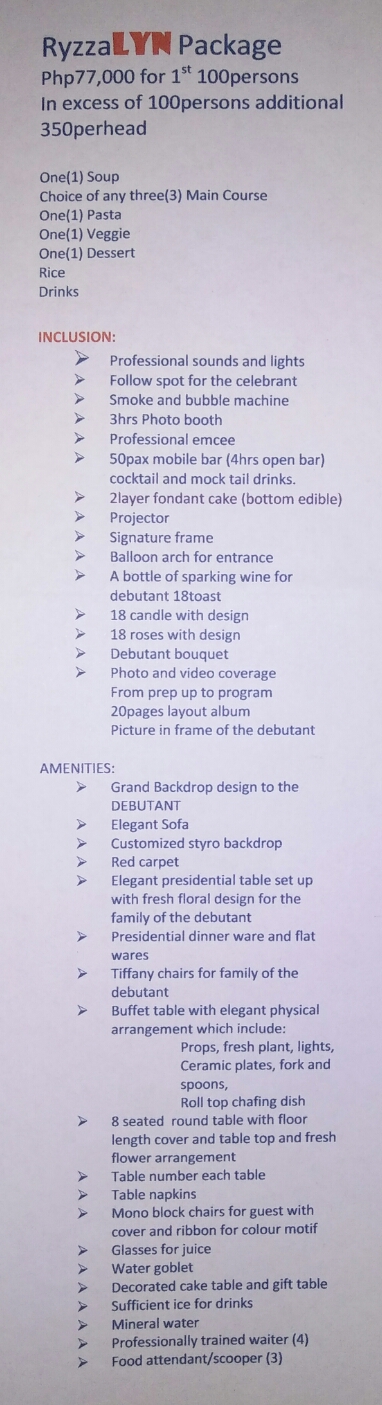 RyzzaLYN Package
Php77,000 for 1st 100persons
In excess of 100persons additional
350perhead
One(1) Soup
Choice of any three(3) Main Course
One(1) Pasta
One(1) Veggie
One(1) Dessert
Rice
Drinks
INCLUSION:
➢ Professional sounds and lights
➢ Follow spot for the celebrant
➢ Smoke and bubble machine
➢ 3hrs Photo booth
➢ Professional emcee
➢ 50pax mobile bar (4hrs open bar)
cocktail and mock tail drinks.
➢ 2layer fondant cake (bottom edible)
➢ Projector
➢ Signature frame
➢ Balloon arch for entrance
➢ A bottle of sparking wine for
debutant 18toast
➢ 18 candle with design
➢ 18 roses with design
➢ Debutant bouquet
➢ Photo and video coverage
From prep up to program
20pages layout album
Picture in frame of the debutant
AMENITIES:
➢ Grand Backdrop design to the
DEBUTANT
➢ Elegant Sofa
➢ Customized styro backdrop
➢ Red carpet
➢ Elegant presidential table set up
with fresh floral design for the
family of the debutant
➢ Presidential dinner ware and flat
wares
➢ Tiffany chairs for family of the
debutant
➢ Buffet table with elegant physical
arrangement which include:
Props, fresh plant, lights,
Ceramic plates, fork and
spoons,
Roll top chafing dish
➢ 8 seated round table with floor
length cover and table top and fresh
flower arrangement
➢ Table number each table
➢ Table napkins
➢ Mono block chairs for guest with
cover and ribbon for colour motif
➢ Glasses for juice
➢ Water goblet
➢ Decorated cake table and gift table
➢ Sufficient ice for drinks
➢ Mineral water
➢ Professionally trained waiter (4)
➢ Food attendant/scooper (3)